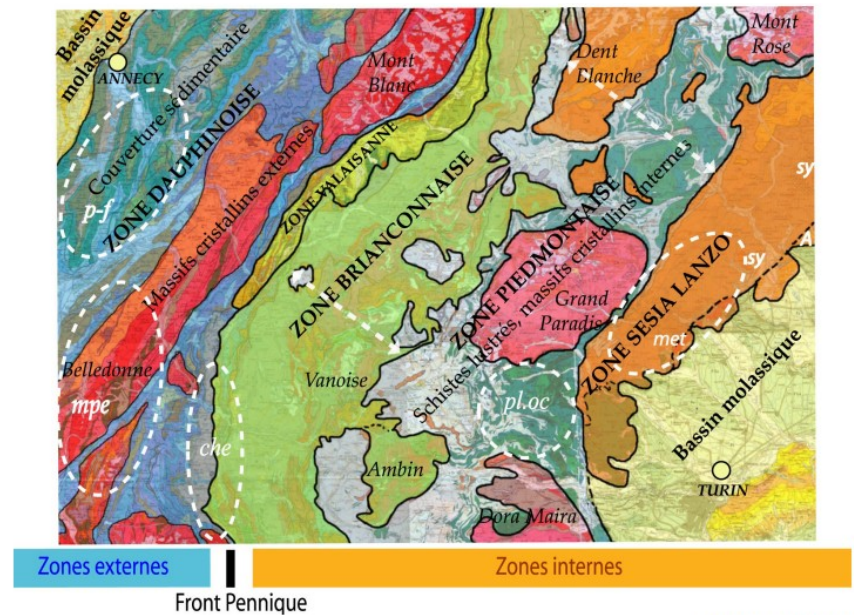 Bassin
molassique
ANNECY
Couverture sédimentaire
ZONE DAUPHINOISE
p-f
Massifs cristallins externes
Mont
Blanc
ZONE VALAISANNE
ZONE BRIANCONNAISE
Dent
Blanche
Mont
Rose
sy
A
sy
ZONE PIEDMONTAISE
Schistes lustrés, massifs cristallins internes
Grand
Paradis
ZONE SESIA LANZO
met
Belledonne
mpe
che
Vanoise
pl.oc
Ambin
Dora Maira
Bassin molassique
TURIN
Zones externes
Zones internes
Front Pennique